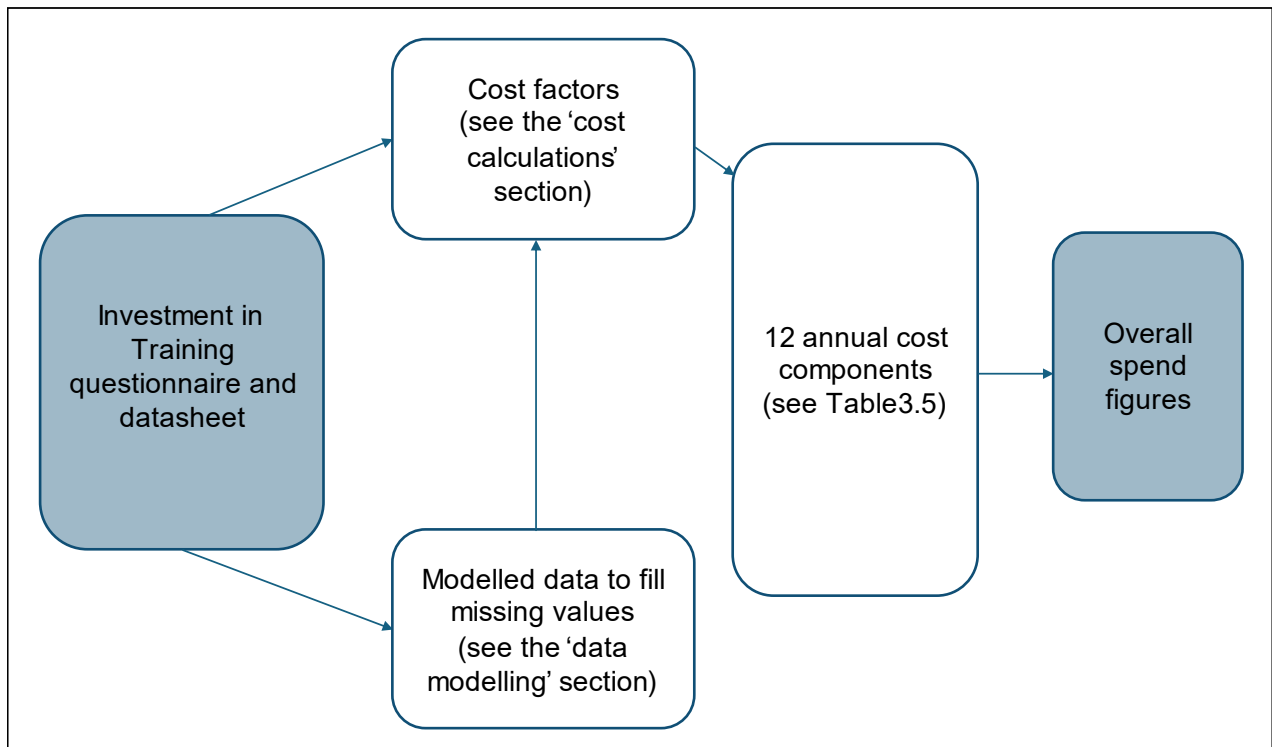 Cost factors
(see the ‘cost
calculations’
section)
Investment in
Training
questionnaire and
datasheet
12 annual cost
components
(see Table3.5)
Overall
spend
figures
Modelled data to fill
missing values
(see the ‘data
modelling’ section)